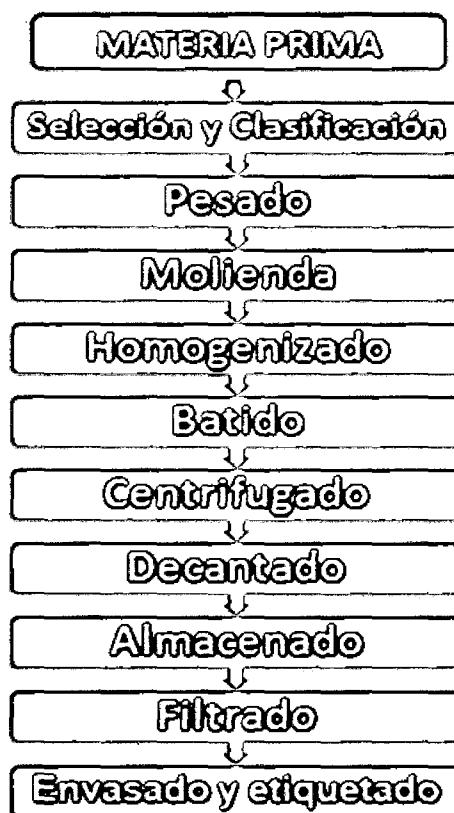 MATERIA PRIMA
Selección y Clasificación
Pesado
Molienda
Homogenizado
Batido
Centrifugado
Decantado
Almacenado
Filtrado
Envasado y etiquetado